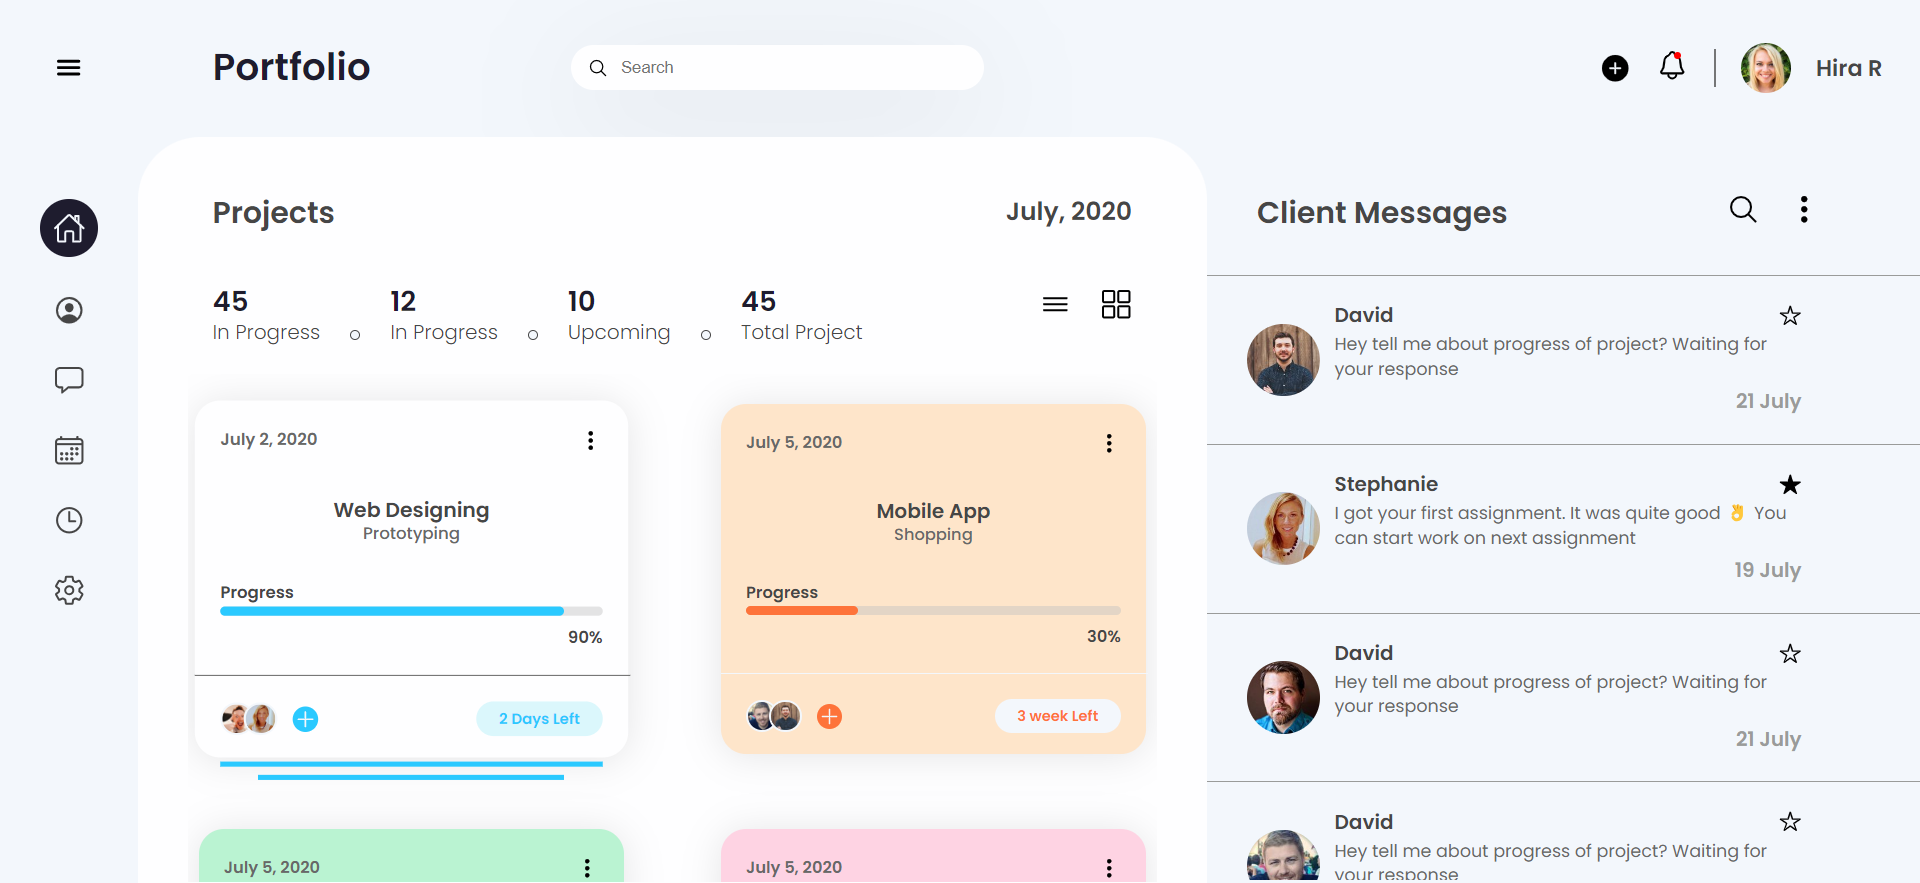 Portfolio
Search
Hira R
Projects
July, 2020
45
In Progress
12
In Progress
10
Upcoming
45
Total Project
July 2, 2020
Web Designing
Prototyping
Progress
90%
2 Days Left
July 5, 2020
Mobile App
Shopping
Progress
30%
3 week Left
July 5, 2020
July 5, 2020
Client Messages
David
Hey tell me about progress of project? Waiting for
your response
21 July
Stephanie
I got your first assignment. It was quite good 👌 You
can start work on next assignment
19 July
David
Hey tell me about progress of project? Waiting for
your response
21 July
David
Hey tell me about progress of project? Waiting for
your response